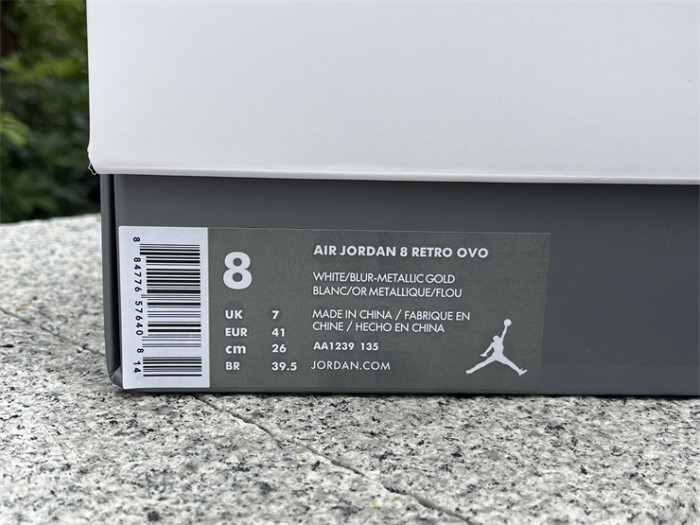 8 84776 57640 8 14
8
UK 7
EUR 41
cm 26
BR 39.5
AIR JORDAN 8 RETRO OVO
WHITE/BLUR-METALLIC GOLD
BLANC/OR METALLIQUE/FLOU
MADE IN CHINA / FABRIQUE EN
CHINE / HECHO EN CHINA
AA1239 135
JORDAN.COM